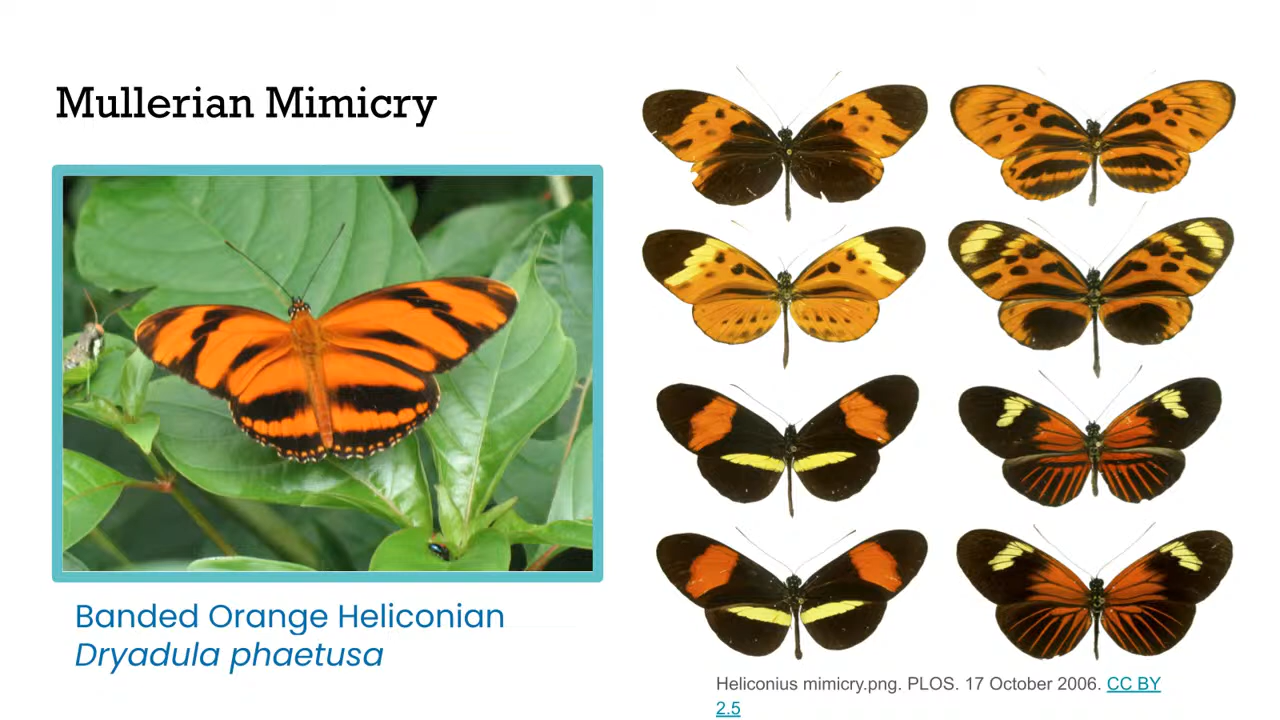 Mullerian Mimicry
Banded Orange Heliconian
Dryadula phaetusa
Heliconius mimicry.png. PLOS. 17 October 2006. CC BY
2.5